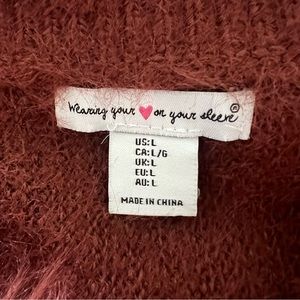 Wearing your ♥ on your sleeve®
US: L
CA: L/G
UK: L
EU: L
AU: L
MADE IN CHINA